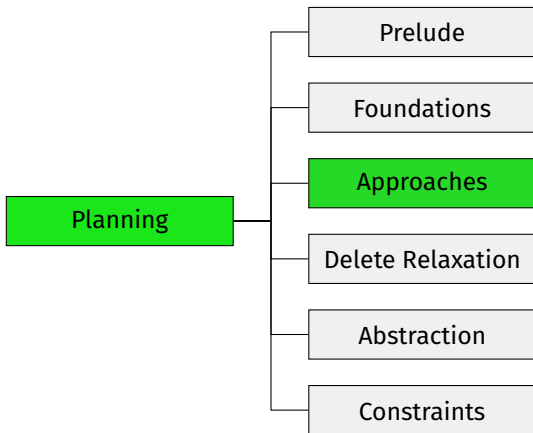 Prelude
Foundations
Approaches
Planning
Delete Relaxation
Abstraction
Constraints